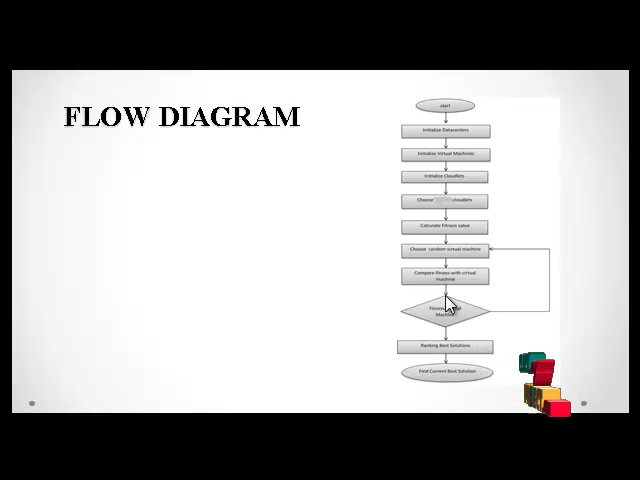 FLOW DIAGRAM
start
Initialize Datacenters
Initialize Virtual Machines
Initialize Cloudlets
Choose cloudlets
Calculate Fitness value
Choose random virtual machine
Compare fitness with virtual
machine
Ranking Best Solutions
Find Current Best Solution